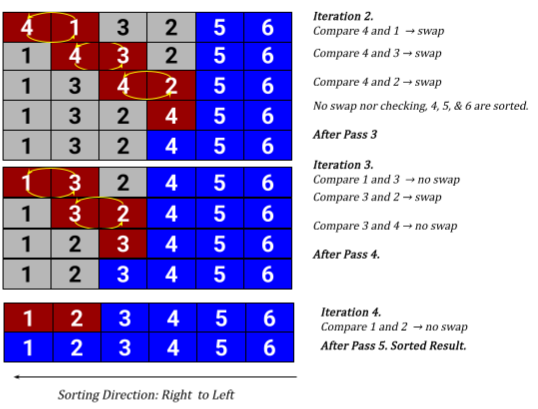 4 1 3 2 5 6
Iteration 2.
Compare 4 and 1 → swap
1 4 3 2 5 6
Compare 4 and 3 → swap
1 3 4 2 5 6
Compare 4 and 2 → swap
1 3 2 4 5 6
No swap nor checking, 4, 5, & 6 are sorted.
1 3 2 4 5 6
After Pass 3
Iteration 3.
1 3 2 4 5 6
Compare 1 and 3 → no swap
Compare 3 and 2 → swap
1 3 2 4 5 6
Compare 3 and 4 → no swap
1 2 3 4 5 6
After Pass 4.
1 2 3 4 5 6
Iteration 4.
1 2 3 4 5 6
Compare 1 and 2 → no swap
1 2 3 4 5 6
After Pass 5. Sorted Result.
Sorting Direction: Right to Left